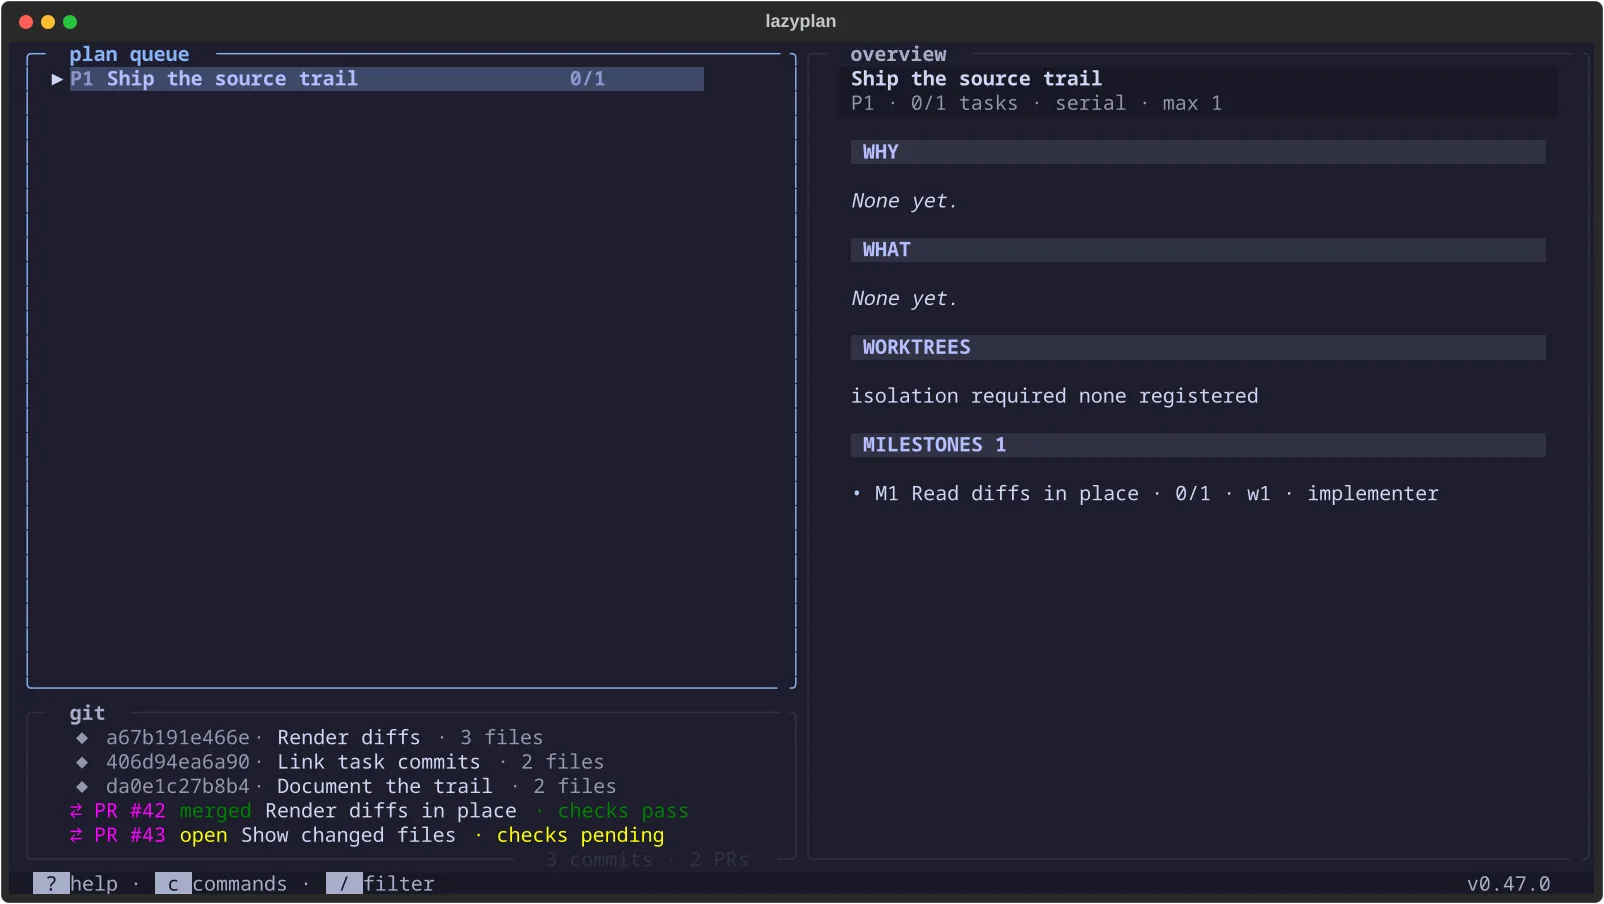 lazyplan
plan queue
▶ P1 Ship the source trail 0/1
git
◆ a67b191e466e · Render diffs · 3 files
◆ 406d94ea6a90 · Link task commits · 2 files
◆ da0e1c27b8b4 · Document the trail · 2 files
⇄ PR #42 merged Render diffs in place · checks pass
⇄ PR #43 open Show changed files · checks pending
3 commits · 2 PRs
overview
Ship the source trail
P1 · 0/1 tasks · serial · max 1
WHY
None yet.
WHAT
None yet.
WORKTREES
isolation required none registered
MILESTONES 1
• M1 Read diffs in place · 0/1 · w1 · implementer
? help · c commands · / filter
v0.47.0